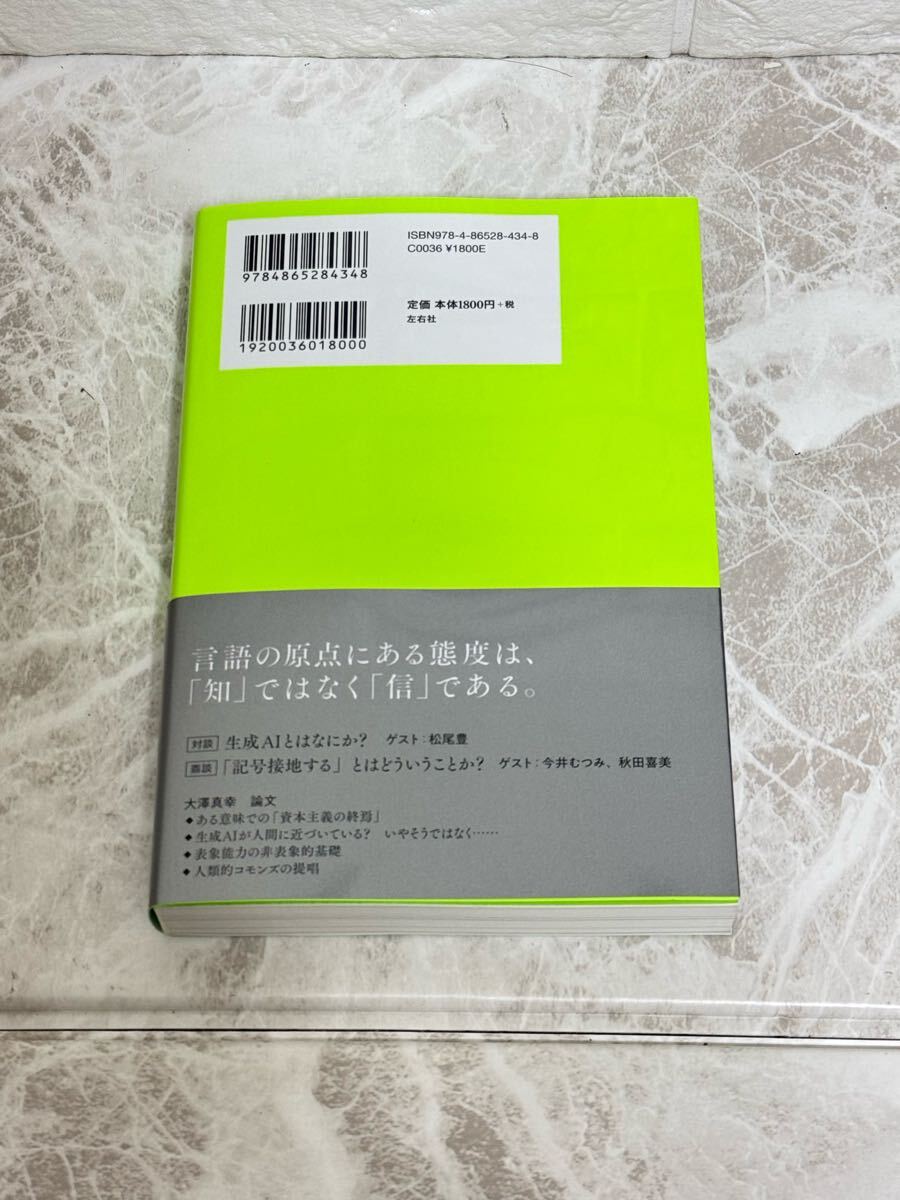 ISBN978-4-86528-434-8
C0036 ¥1800E
9784865284348
定価 本体1800円+税
左右社
1920036018000
言語の原点にある態度は、
「知」ではなく「信」である。
対談 生成AIとはなにか? ゲスト:松尾豊
鼎談 「記号接地する」とはどういうことか? ゲスト:今井むつみ、秋田喜美
大澤真幸 論文
◆ある意味での「資本主義の終焉」
◆生成AIが人間に近づいている? いやそうではなく……
◆表象能力の非表象的基礎
◆人類的コモンズの提唱